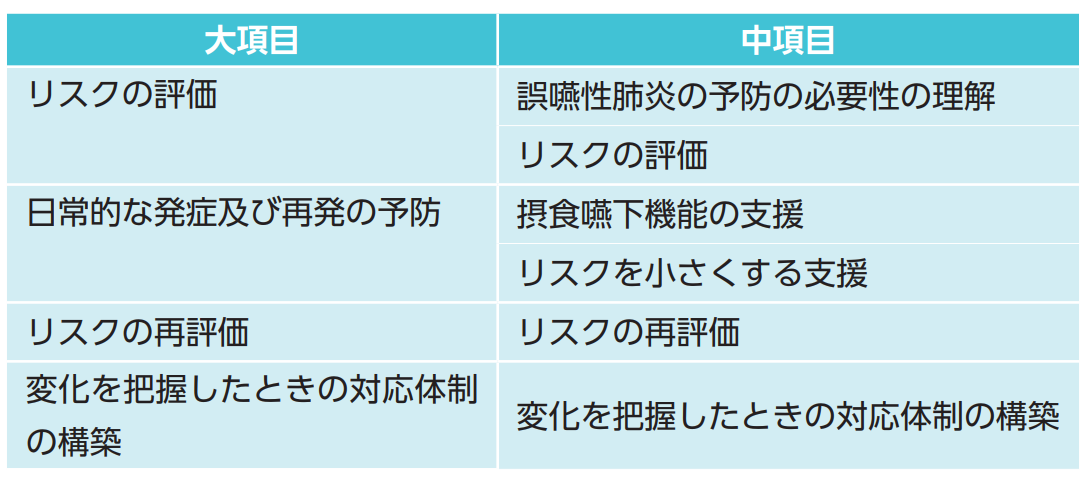 大項目
中項目
リスクの評価
誤嚥性肺炎の予防の必要性の理解
リスクの評価
日常的な発症及び再発の予防
摂食嚥下機能の支援
リスクを小さくする支援
リスクの再評価
リスクの再評価
変化を把握したときの対応体制
の構築
変化を把握したときの対応体制の構築